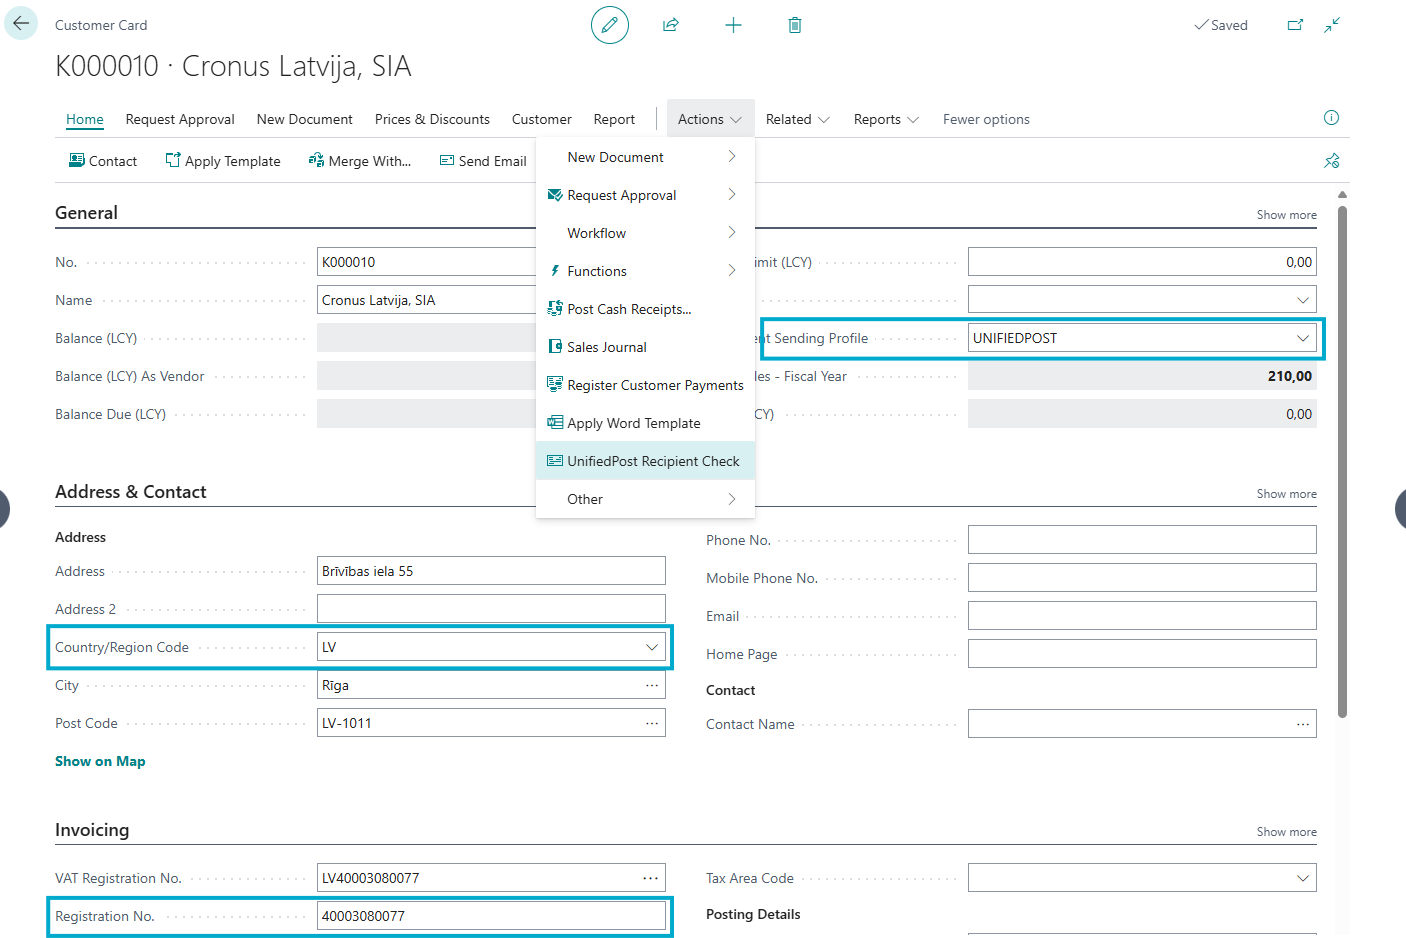 Customer Card
Saved
K000010 · Cronus Latvija, SIA
Home Request Approval New Document Prices & Discounts Customer Report Actions Related Reports Fewer options
Contact Apply Template Merge With... Send Email
New Document
Request Approval
Workflow
Functions
Post Cash Receipts...
Sales Journal
Register Customer Payments
Apply Word Template
UnifiedPost Recipient Check
Other
General Show more
No. K000010
Name Cronus Latvija, SIA
Balance (LCY)
Balance (LCY) As Vendor
Balance Due (LCY)
(LCY) 0,00
Sending Profile UNIFIEDPOST
- Fiscal Year 210,00
0,00
Address & Contact Show more
Address
Address Brīvības iela 55
Address 2
Country/Region Code LV
City Rīga
Post Code LV-1011
Show on Map
Phone No.
Mobile Phone No.
Email
Home Page
Contact
Contact Name
Invoicing Show more
VAT Registration No. LV40003080077
Registration No. 40003080077
Tax Area Code
Posting Details